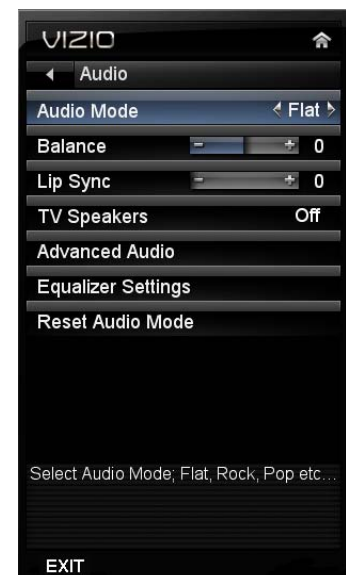 VIZIO
Audio
Audio Mode Flat
Balance - + 0
Lip Sync - + 0
TV Speakers Off
Advanced Audio
Equalizer Settings
Reset Audio Mode
Select Audio Mode; Flat, Rock, Pop etc...
EXIT